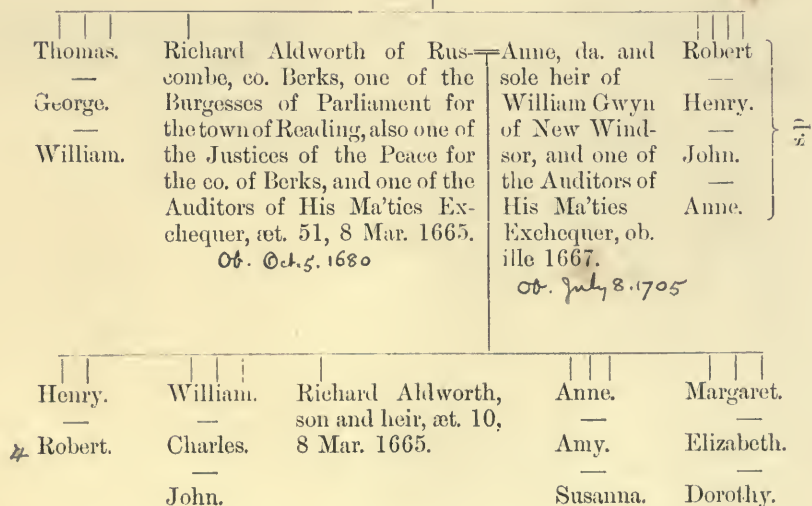 Thomas.
George.
William.
Richard Aldworth of Rus-
combe, co. Berks, one of the
Burgesses of Parliament for
the town of Reading, also one of
the Justices of the Peace for
the co. of Berks, and one of the
Auditors of His Ma'ties Ex-
chequer, æt. 51, 8 Mar. 1665.
Ob. Oct. 5. 1680
Anne, da. and
sole heir of
William Gwyn
of New Wind-
sor, and one of
the Auditors of
His Ma'ties
Exchequer, ob.
ille 1667.
Ob. July 8. 1705
Robert
Henry.
John.
Anne.
s.p.
Henry.
4 Robert.
William.
Charles.
John.
Richard Aldworth,
son and heir, æt. 10,
8 Mar. 1665.
Anne.
Amy.
Susanna.
Margaret.
Elizabeth.
Dorothy.